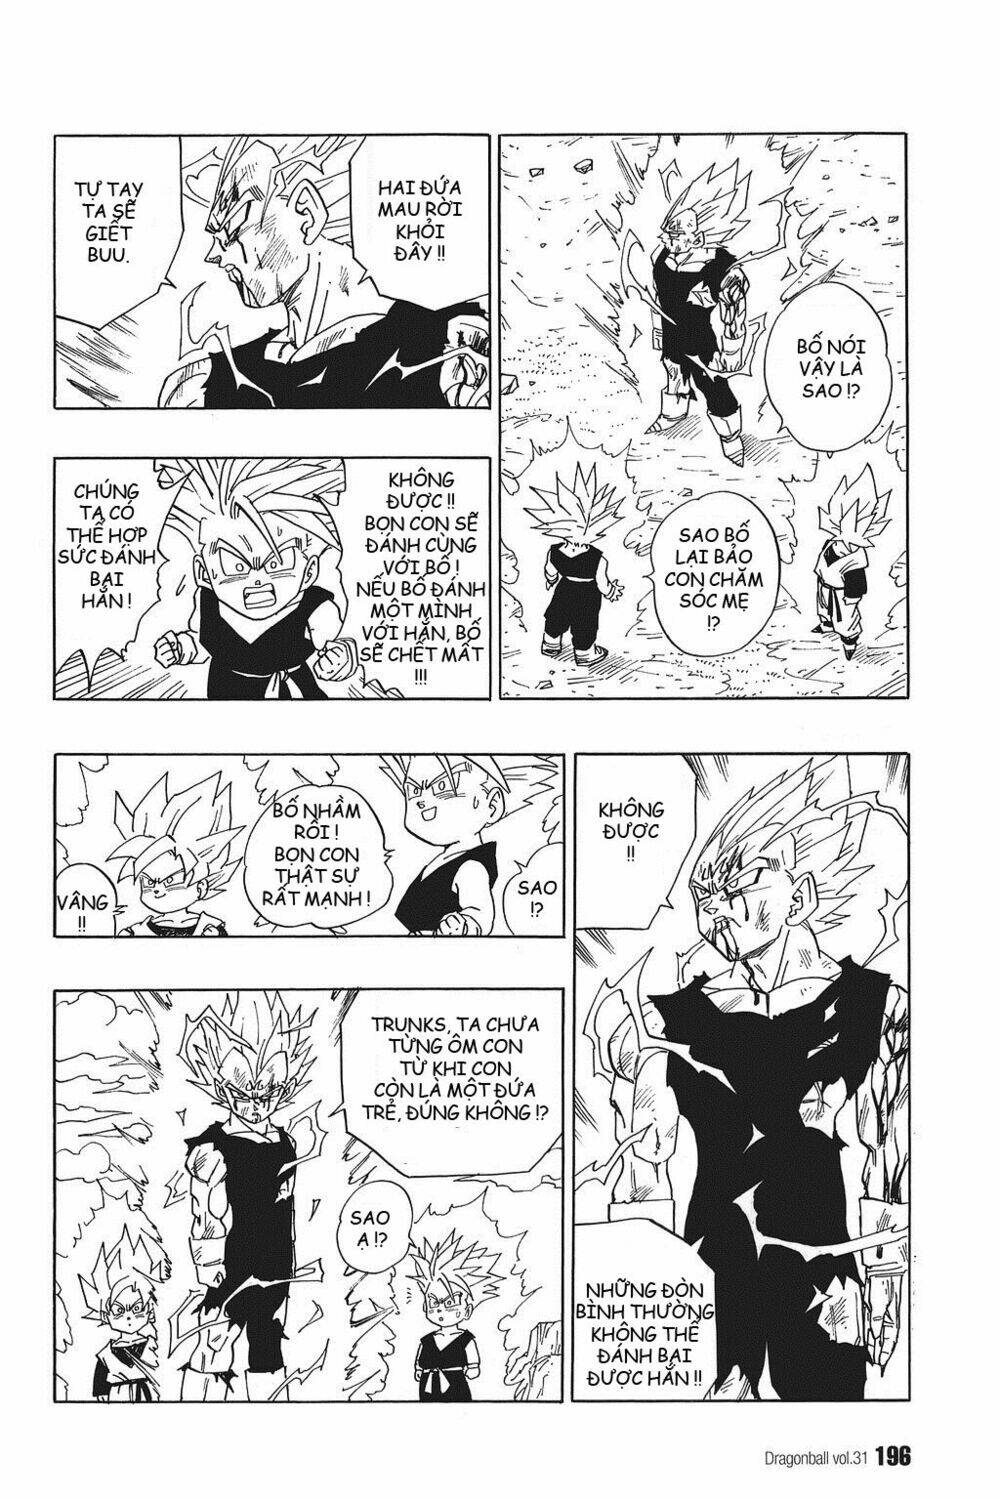 BỐ NÓI
VẬY LÀ
SAO !?
SAO BỐ
LẠI BẢO
CON CHĂM
SÓC MẸ
!?
HAI ĐỨA
MAU RỜI
KHỎI
ĐÂY !!
TỰ TAY
TA SẼ
GIẾT
BUU.
KHÔNG
ĐƯỢC !!
BỌN CON SẼ
ĐÁNH CÙNG
VỚI BỐ !
NẾU BỐ ĐÁNH
MỘT MÌNH
VỚI HẮN, BỐ
SẼ CHẾT MẤT
!!!
CHÚNG
TA CÓ
THỂ HỢP
SỨC ĐÁNH
BẠI
HẮN !
KHÔNG
ĐƯỢC
!!
NHỮNG ĐÒN
BÌNH THƯỜNG
KHÔNG THỂ
ĐÁNH BẠI
ĐƯỢC HẮN !!
SAO
!?
BỐ NHẦM
RỒI !
BỌN CON
THẬT SỰ
RẤT MẠNH !
VÂNG
!!
TRUNKS, TA CHƯA
TỪNG ÔM CON
TỪ KHI CON
CÒN LÀ MỘT ĐỨA
TRẺ, ĐÚNG KHÔNG !?
SAO
Ạ !?
Dragonball vol.31 196